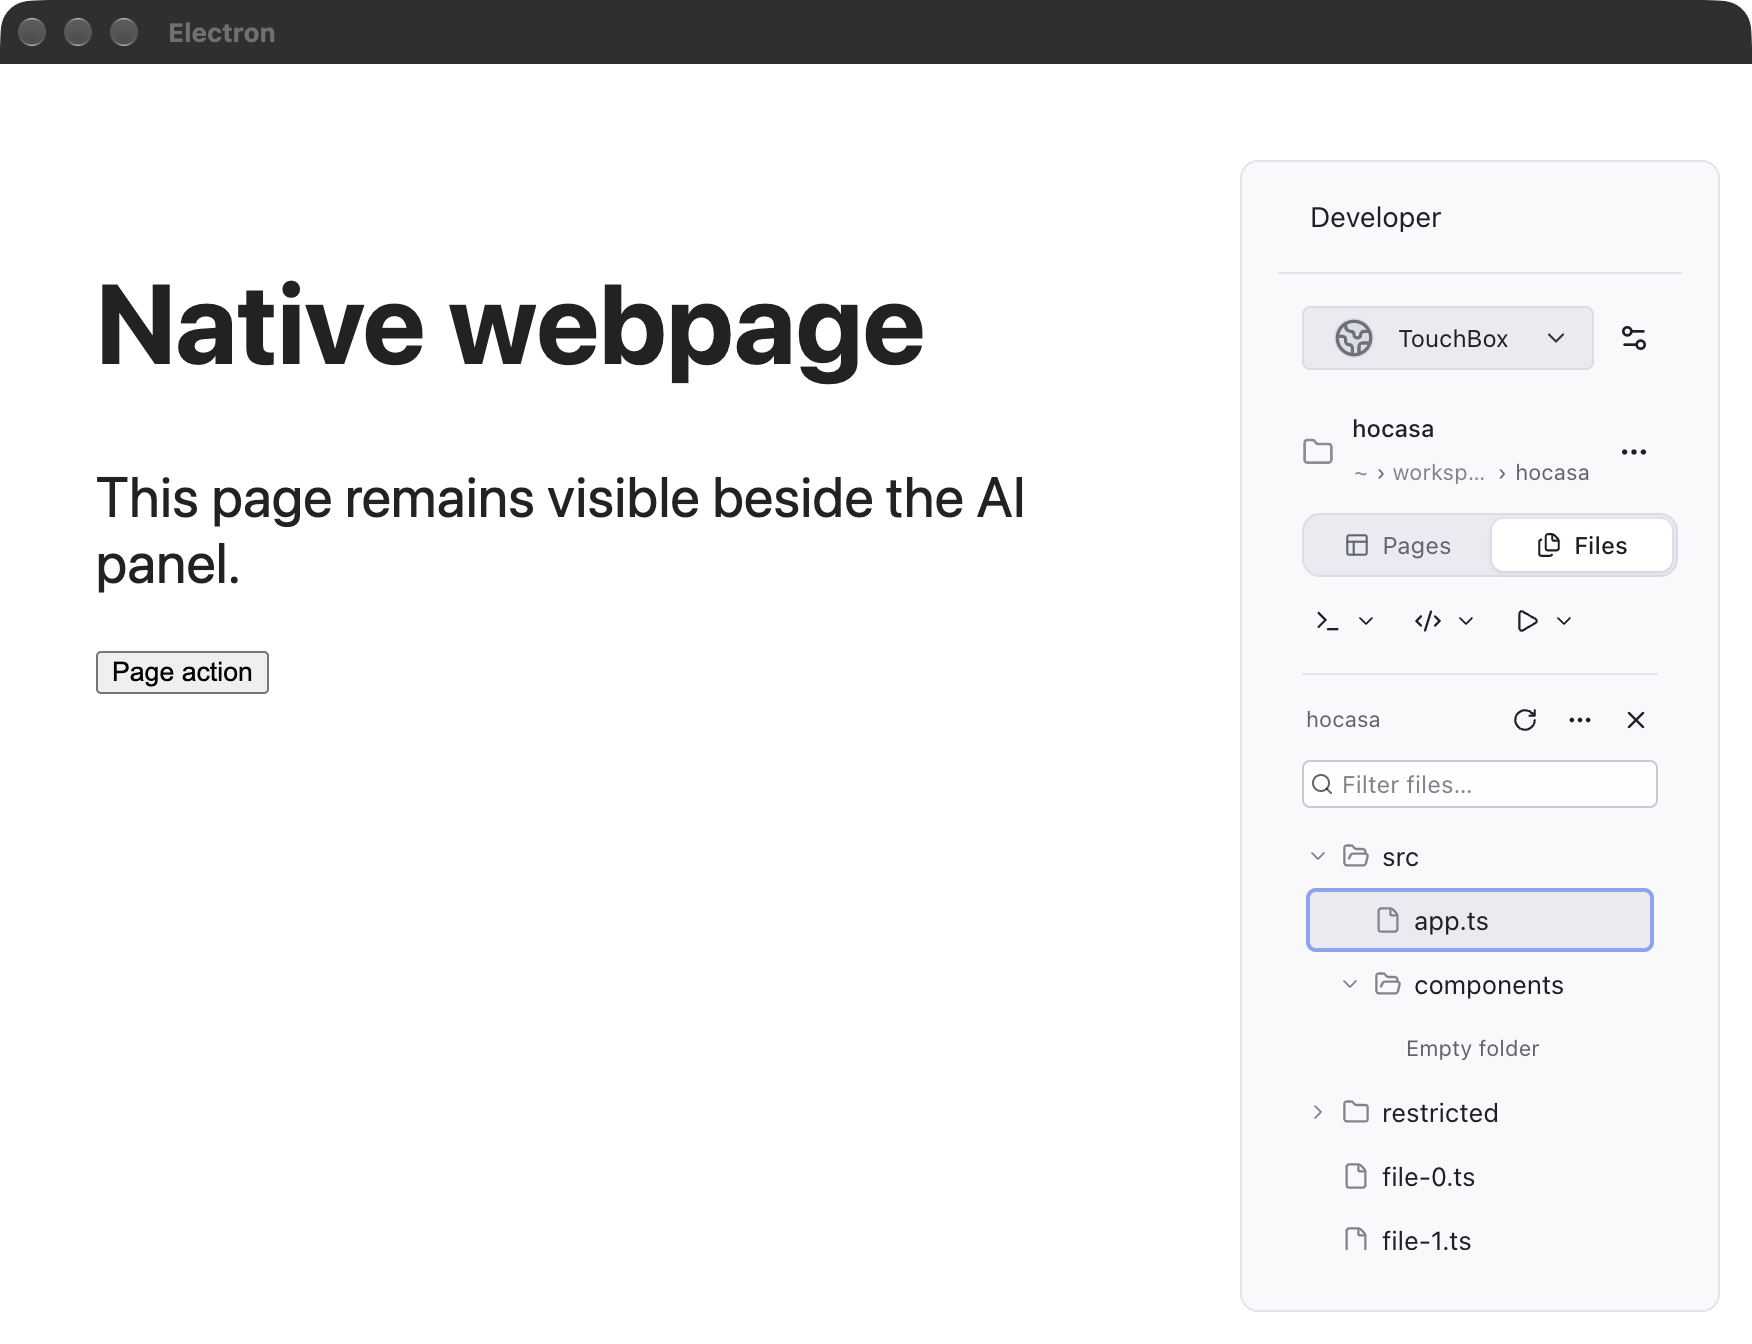 Electron
Native webpage
This page remains visible beside the AI
panel.
Page action
Developer
TouchBox
hocasa
~ › worksp... › hocasa
Pages Files
hocasa
Filter files...
src
app.ts
components
Empty folder
restricted
file-0.ts
file-1.ts